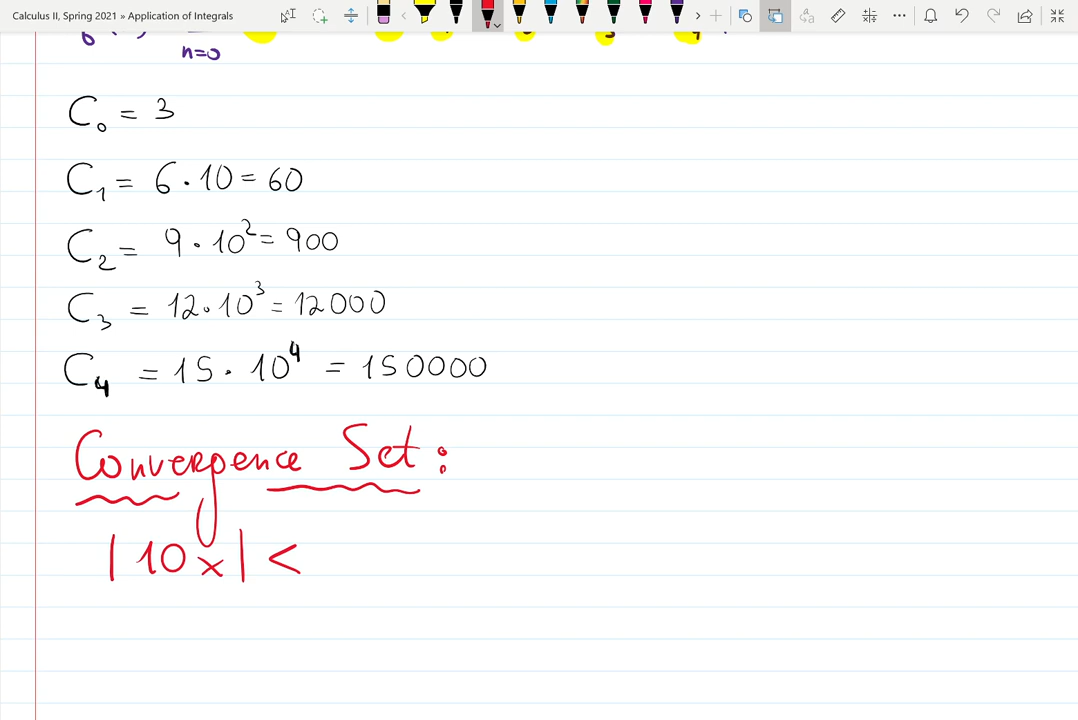 Calculus II, Spring 2021 » Application of Integrals
n=0
C₀ = 3
C₁ = 6 · 10 = 60
C₂ = 9 · 10² = 900
C₃ = 12 · 10³ = 12000
C₄ = 15 · 10⁴ = 150000
Convergence Set:
| 10x | <